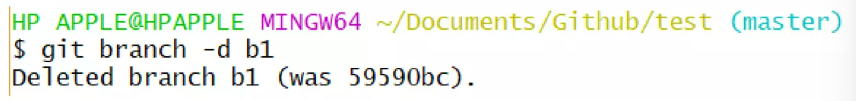 HP APPLE@HPAPPLE MINGW64 ~/Documents/Github/test (master)
$ git branch -d b1
Deleted branch b1 (was 59590bc).